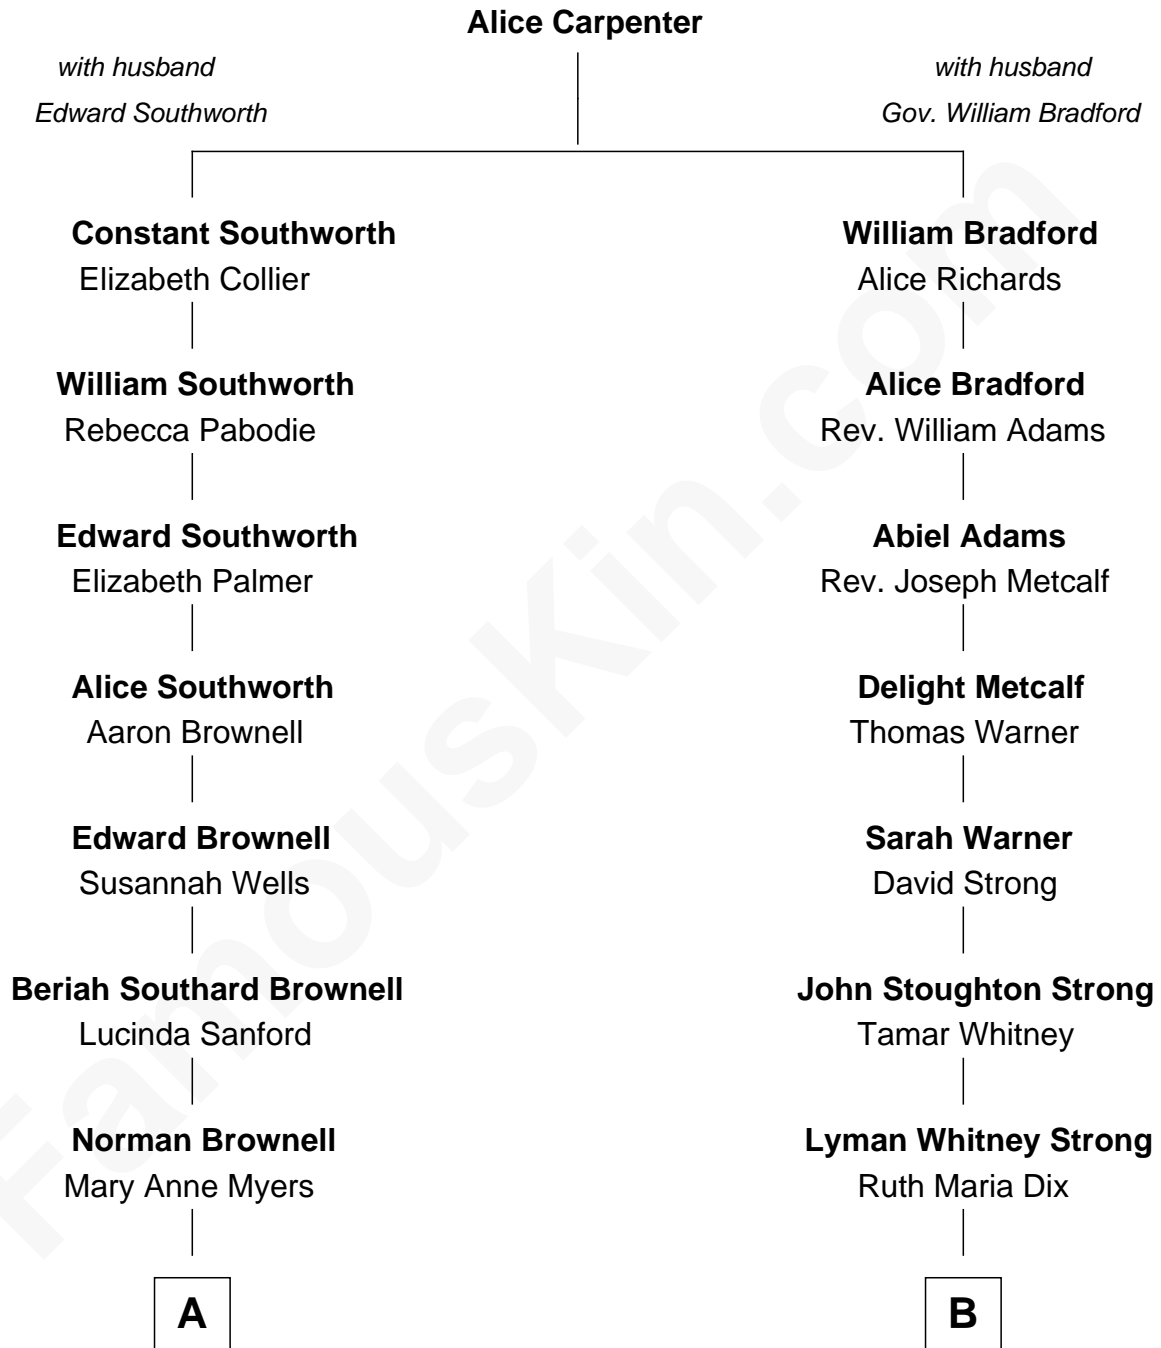 Alice Carpenter
with husband
Edward Southworth
with husband
Gov. William Bradford
Constant Southworth
Elizabeth Collier
William Bradford
Alice Richards
William Southworth
Rebecca Pabodie
Alice Bradford
Rev. William Adams
Edward Southworth
Elizabeth Palmer
Abiel Adams
Rev. Joseph Metcalf
Alice Southworth
Aaron Brownell
Delight Metcalf
Thomas Warner
Edward Brownell
Susannah Wells
Sarah Warner
David Strong
Beriah Southard Brownell
Lucinda Sanford
John Stoughton Strong
Tamar Whitney
Norman Brownell
Mary Anne Myers
Lyman Whitney Strong
Ruth Maria Dix
A
B
FamousKin.com